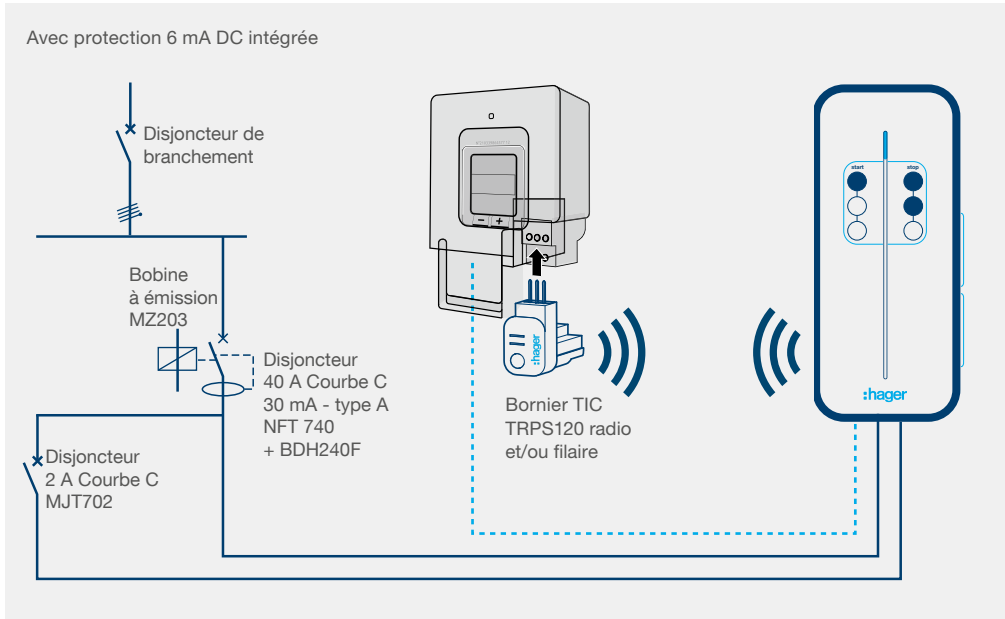 Avec protection 6 mA DC intégrée
Disjoncteur de
branchement
Bobine
à émission
MZ203
Disjoncteur
40 A Courbe C
30 mA - type A
NFT 740
+ BDH240F
Disjoncteur
2 A Courbe C
MJT702
- +
:hager
Bornier TIC
TRPS120 radio
et/ou filaire
start stop
:hager